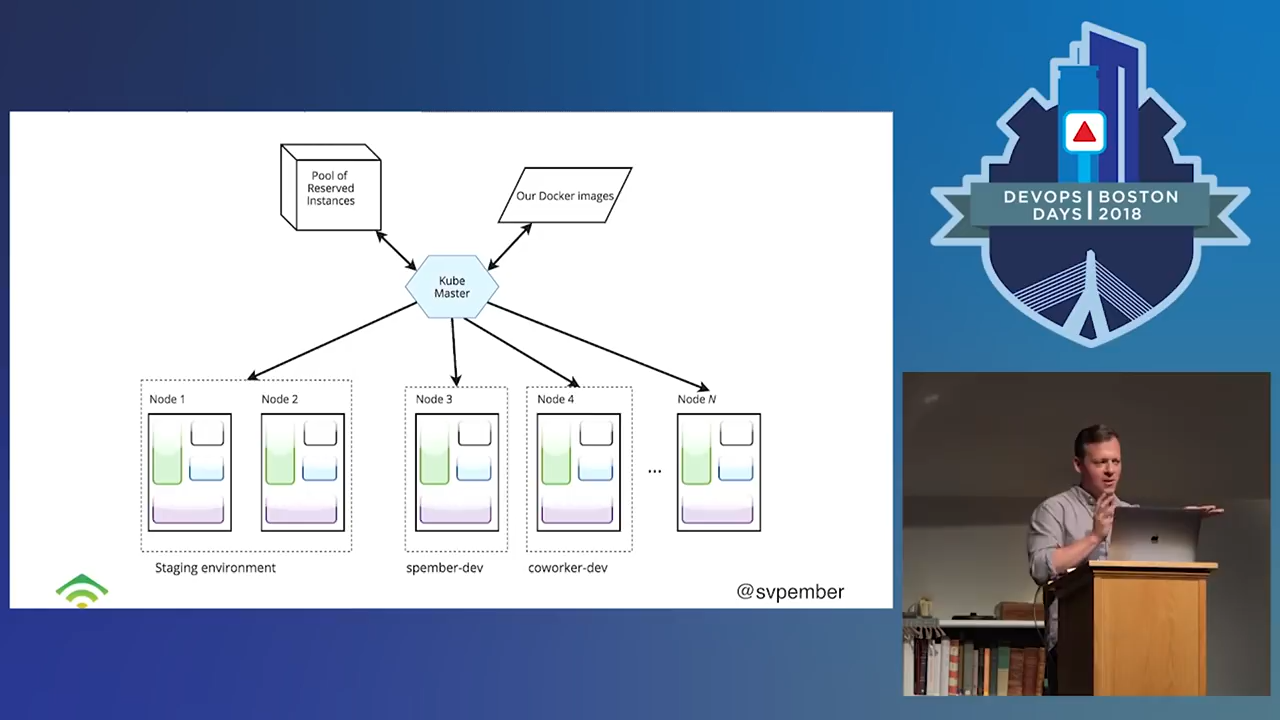 Pool of
Reserved
Instances
Our Docker images
Kube
Master
Node 1
Node 2
Node 3
Node 4
Node N
...
Staging environment
spember-dev
coworker-dev
@svpember
DEVOPS BOSTON
DAYS 2018